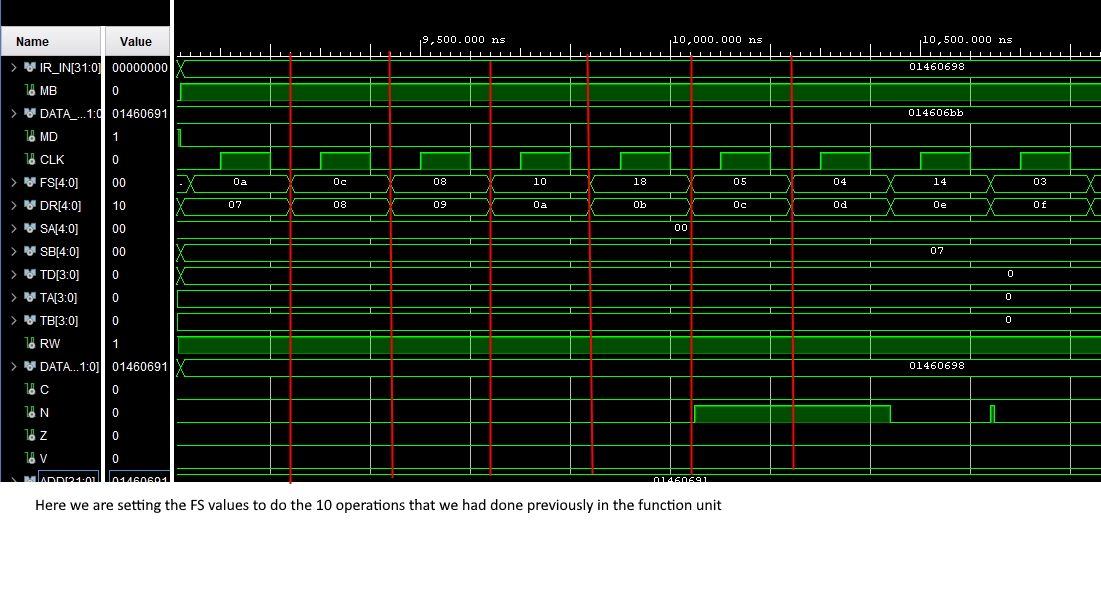 Name Value
9,500.000 ns 10,000.000 ns 10,500.000 ns
IR_IN[31:0] 00000000 01460698
MB 0
DATA_...1:0 01460691 014606bb
MD 1
CLK 0
FS[4:0] 00 0a 0c 08 10 18 05 04 14 03
DR[4:0] 10 07 08 09 0a 0b 0c 0d 0e 0f
SA[4:0] 00 00
SB[4:0] 00 07
TD[3:0] 0 0
TA[3:0] 0 0
TB[3:0] 0 0
RW 1
DATA...1:0] 01460691 01460698
C 0
N 0
Z 0
V 0
ADD[31:0] 01460691 01460691
Here we are setting the FS values to do the 10 operations that we had done previously in the function unit